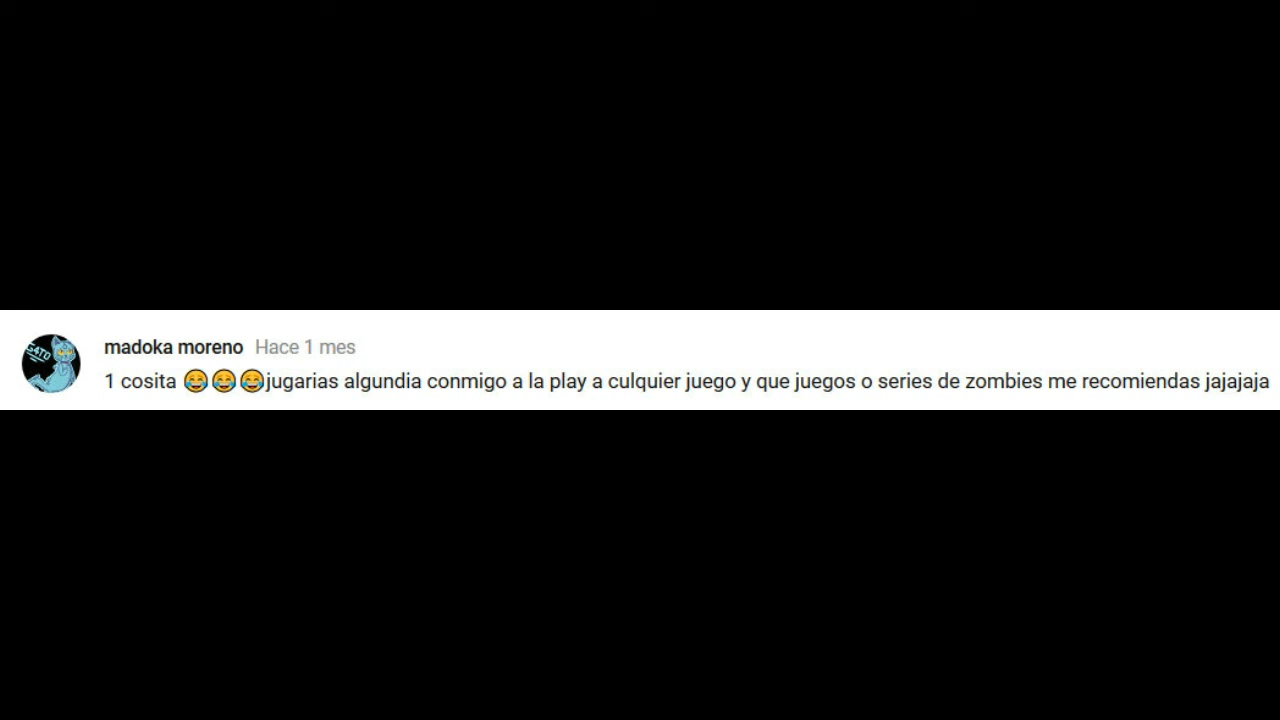 G4TO
madoka moreno Hace 1 mes
1 cosita 😂😂😂jugarias algundia conmigo a la play a culquier juego y que juegos o series de zombies me recomiendas jajajaja